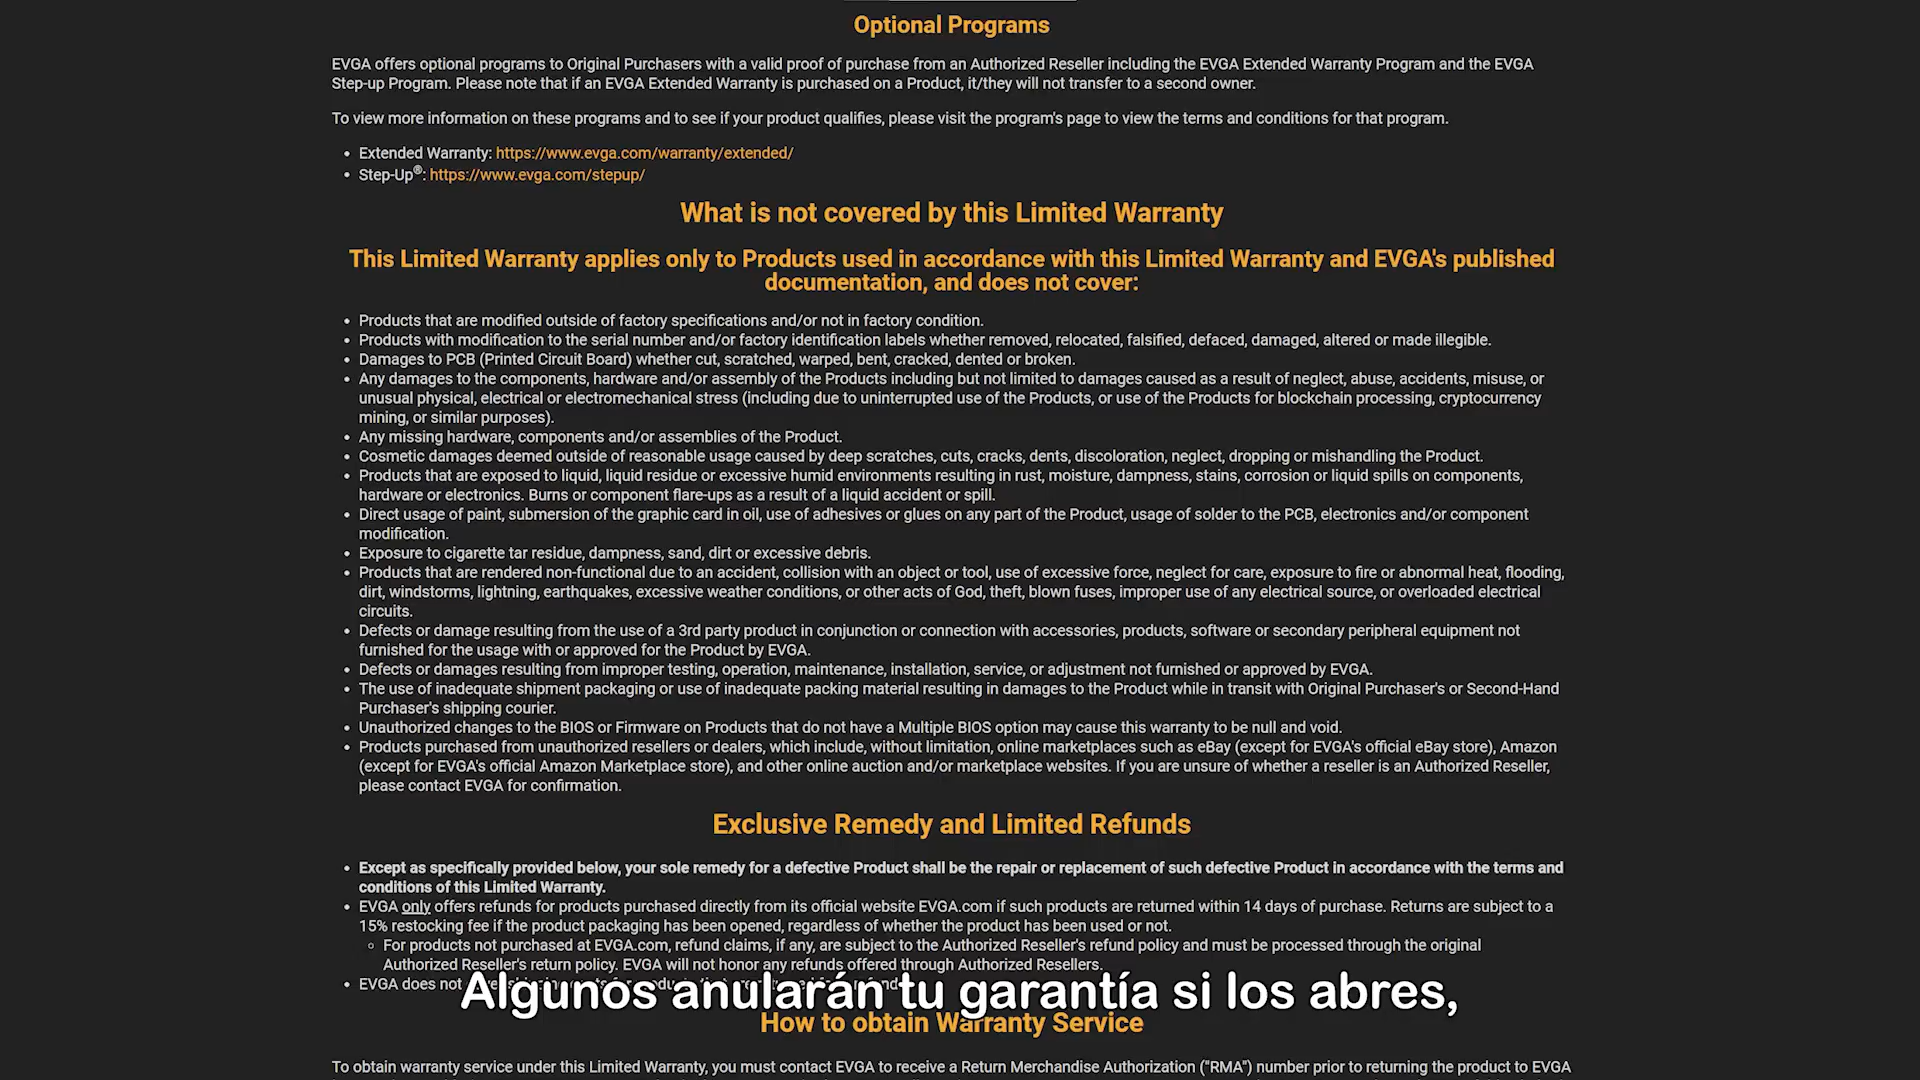 Optional Programs
EVGA offers optional programs to Original Purchasers with a valid proof of purchase from an Authorized Reseller including the EVGA Extended Warranty Program and the EVGA
Step-up Program. Please note that if an EVGA Extended Warranty is purchased on a Product, it/they will not transfer to a second owner.
To view more information on these programs and to see if your product qualifies, please visit the program's page to view the terms and conditions for that program.
• Extended Warranty: https://www.evga.com/warranty/extended/
• Step-Up®: https://www.evga.com/stepup/
What is not covered by this Limited Warranty
This Limited Warranty applies only to Products used in accordance with this Limited Warranty and EVGA's published
documentation, and does not cover:
• Products that are modified outside of factory specifications and/or not in factory condition.
• Products with modification to the serial number and/or factory identification labels whether removed, relocated, falsified, defaced, damaged, altered or made illegible.
• Damages to PCB (Printed Circuit Board) whether cut, scratched, warped, bent, cracked, dented or broken.
• Any damages to the components, hardware and/or assembly of the Products including but not limited to damages caused as a result of neglect, abuse, accidents, misuse, or
unusual physical, electrical or electromechanical stress (including due to uninterrupted use of the Products, or use of the Products for blockchain processing, cryptocurrency
mining, or similar purposes).
• Any missing hardware, components and/or assemblies of the Product.
• Cosmetic damages deemed outside of reasonable usage caused by deep scratches, cuts, cracks, dents, discoloration, neglect, dropping or mishandling the Product.
• Products that are exposed to liquid, liquid residue or excessive humid environments resulting in rust, moisture, dampness, stains, corrosion or liquid spills on components,
hardware or electronics. Burns or component flare-ups as a result of a liquid accident or spill.
• Direct usage of paint, submersion of the graphic card in oil, use of adhesives or glues on any part of the Product, usage of solder to the PCB, electronics and/or component
modification.
• Exposure to cigarette tar residue, dampness, sand, dirt or excessive debris.
• Products that are rendered non-functional due to an accident, collision with an object or tool, use of excessive force, neglect for care, exposure to fire or abnormal heat, flooding,
dirt, windstorms, lightning, earthquakes, excessive weather conditions, or other acts of God, theft, blown fuses, improper use of any electrical source, or overloaded electrical
circuits.
• Defects or damage resulting from the use of a 3rd party product in conjunction or connection with accessories, products, software or secondary peripheral equipment not
furnished for the usage with or approved for the Product by EVGA.
• Defects or damages resulting from improper testing, operation, maintenance, installation, service, or adjustment not furnished or approved by EVGA.
• The use of inadequate shipment packaging or use of inadequate packing material resulting in damages to the Product while in transit with Original Purchaser's or Second-Hand
Purchaser's shipping courier.
• Unauthorized changes to the BIOS or Firmware on Products that do not have a Multiple BIOS option may cause this warranty to be null and void.
• Products purchased from unauthorized resellers or dealers, which include, without limitation, online marketplaces such as eBay (except for EVGA's official eBay store), Amazon
(except for EVGA's official Amazon Marketplace store), and other online auction and/or marketplace websites. If you are unsure of whether a reseller is an Authorized Reseller,
please contact EVGA for confirmation.
Exclusive Remedy and Limited Refunds
• Except as specifically provided below, your sole remedy for a defective Product shall be the repair or replacement of such defective Product in accordance with the terms and
conditions of this Limited Warranty.
• EVGA only offers refunds for products purchased directly from its official website EVGA.com if such products are returned within 14 days of purchase. Returns are subject to a
15% restocking fee if the product packaging has been opened, regardless of whether the product has been used or not.
◦ For products not purchased at EVGA.com, refund claims, if any, are subject to the Authorized Reseller's refund policy and must be processed through the original
Authorized Reseller's return policy. EVGA will not honor any refunds offered through Authorized Resellers.
• EVGA does not
Algunos anularán tu garantía si los abres,
How to obtain Warranty Service
To obtain warranty service under this Limited Warranty, you must contact EVGA to receive a Return Merchandise Authorization ("RMA") number prior to returning the product to EVGA